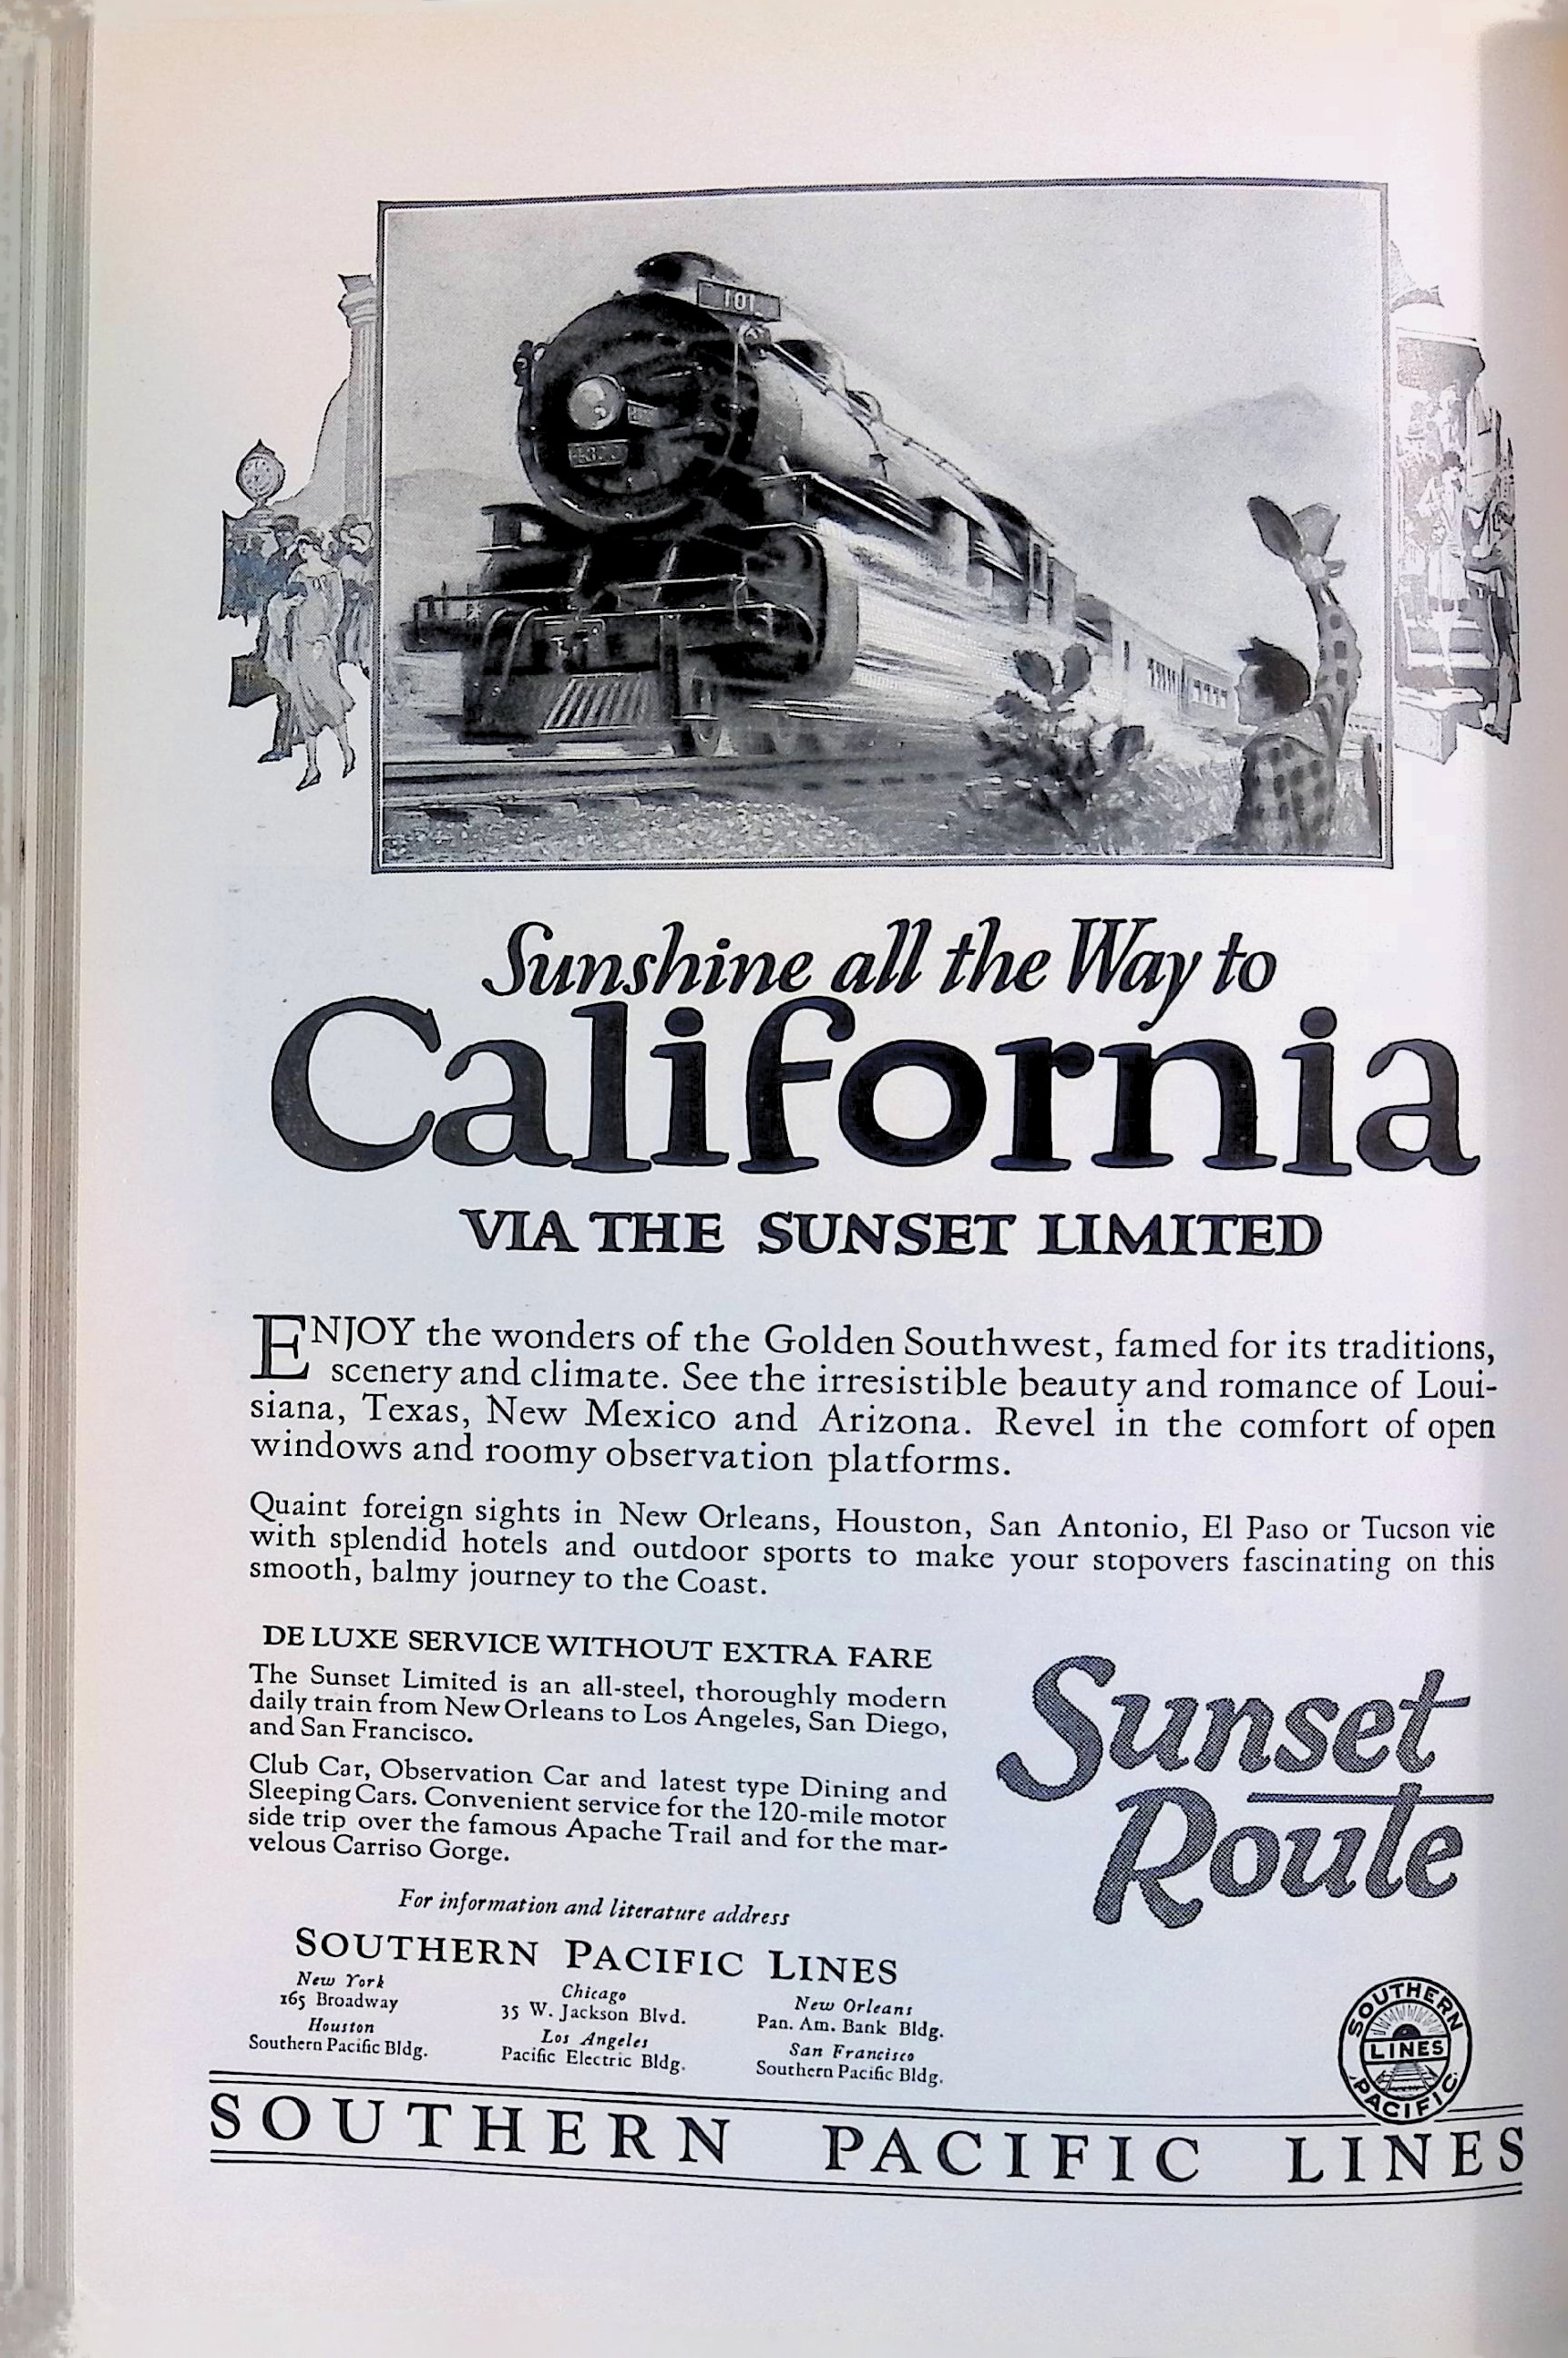 101
Sunshine all the Way to
California
VIA THE SUNSET LIMITED
ENJOY the wonders of the Golden Southwest, famed for its traditions,
scenery and climate. See the irresistible beauty and romance of Loui-
siana, Texas, New Mexico and Arizona. Revel in the comfort of open
windows and roomy observation platforms.
Quaint foreign sights in New Orleans, Houston, San Antonio, El Paso or Tucson vie
with splendid hotels and outdoor sports to make your stopovers fascinating on this
smooth, balmy journey to the Coast.
DE LUXE SERVICE WITHOUT EXTRA FARE
The Sunset Limited is an all-steel, thoroughly modern
daily train from New Orleans to Los Angeles, San Diego,
and San Francisco.
Club Car, Observation Car and latest type Dining and
Sleeping Cars. Convenient service for the 120-mile motor
side trip over the famous Apache Trail and for the mar-
velous Carriso Gorge.
Sunset
Route
For information and literature address
SOUTHERN PACIFIC LINES
New York
165 Broadway
Houston
Southern Pacific Bldg.
Chicago
35 W. Jackson Blvd.
Los Angeles
Pacific Electric Bldg.
New Orleans
Pan. Am. Bank Bldg.
San Francisco
Southern Pacific Bldg.
SOUTHERN
LINES
PACIFIC
SOUTHERN PACIFIC LINES